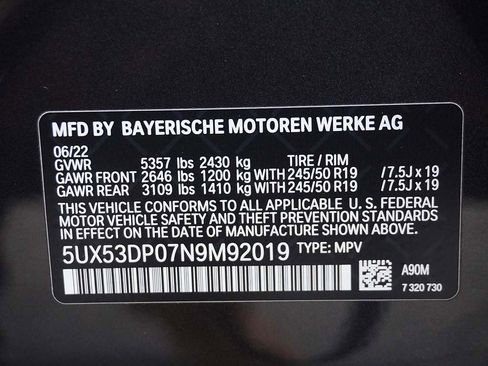 MFD BY BAYERISCHE MOTOREN WERKE AG
06/22
GVWR 5357 lbs 2430 kg TIRE / RIM
GAWR FRONT 2646 lbs 1200 kg WITH 245/50 R19 / 7.5J x 19
GAWR REAR 3109 lbs 1410 kg WITH 245/50 R19 / 7.5J x 19
THIS VEHICLE CONFORMS TO ALL APPLICABLE U. S. FEDERAL
MOTOR VEHICLE SAFETY AND THEFT PREVENTION STANDARDS
IN EFFECT ON THE DATE OF MANUFACTURE SHOWN ABOVE.
5UX53DP07N9M92019 TYPE: MPV
A90M
7 320 730